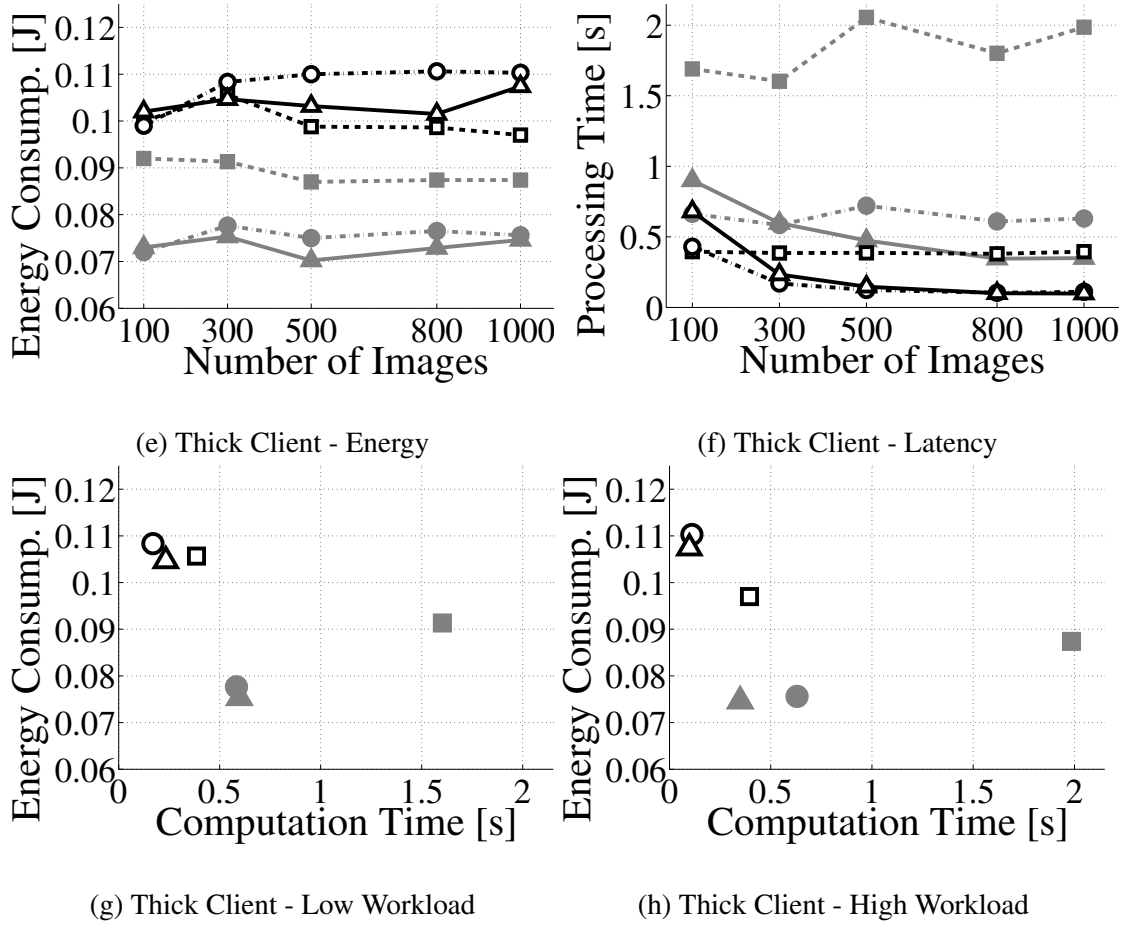 Energy Consump. [J]
0.12
0.11
0.1
0.09
0.08
0.07
0.06
100 300 500 800 1000
Number of Images
(e) Thick Client - Energy
Processing Time [s]
2
1.5
1
0.5
0
100 300 500 800 1000
Number of Images
(f) Thick Client - Latency
Energy Consump. [J]
0.12
0.11
0.1
0.09
0.08
0.07
0.06
0 0.5 1 1.5 2
Computation Time [s]
(g) Thick Client - Low Workload
Energy Consump. [J]
0.12
0.11
0.1
0.09
0.08
0.07
0.06
0 0.5 1 1.5 2
Computation Time [s]
(h) Thick Client - High Workload